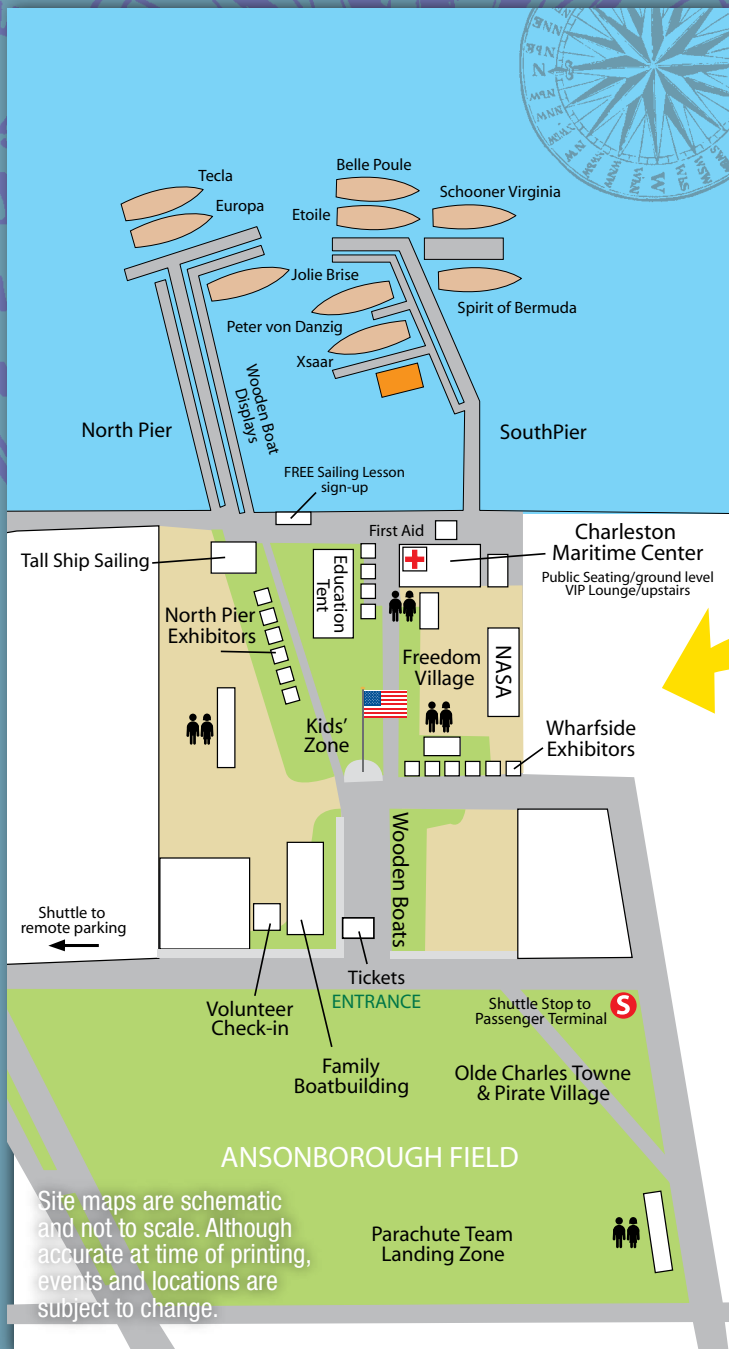 N
NNE
NNW
NW
WNW
W
WSW
Tecla
Europa
Belle Poule
Etoile
Schooner Virginia
Jolie Brise
Peter von Danzig
Xsaar
Spirit of Bermuda
Wooden Boat
Displays
North Pier
SouthPier
FREE Sailing Lesson
sign-up
First Aid
Charleston
Maritime Center
Public Seating/ground level
VIP Lounge/upstairs
Tall Ship Sailing
Education
Tent
North Pier
Exhibitors
Freedom
Village
NASA
Kids’
Zone
Wharfside
Exhibitors
Wooden Boats
Shuttle to
remote parking
Tickets
ENTRANCE
Volunteer
Check-in
Family
Boatbuilding
Shuttle Stop to
Passenger Terminal
S
Olde Charles Towne
& Pirate Village
ANSONBOROUGH FIELD
Site maps are schematic
and not to scale. Although
accurate at time of printing,
events and locations are
subject to change.
Parachute Team
Landing Zone